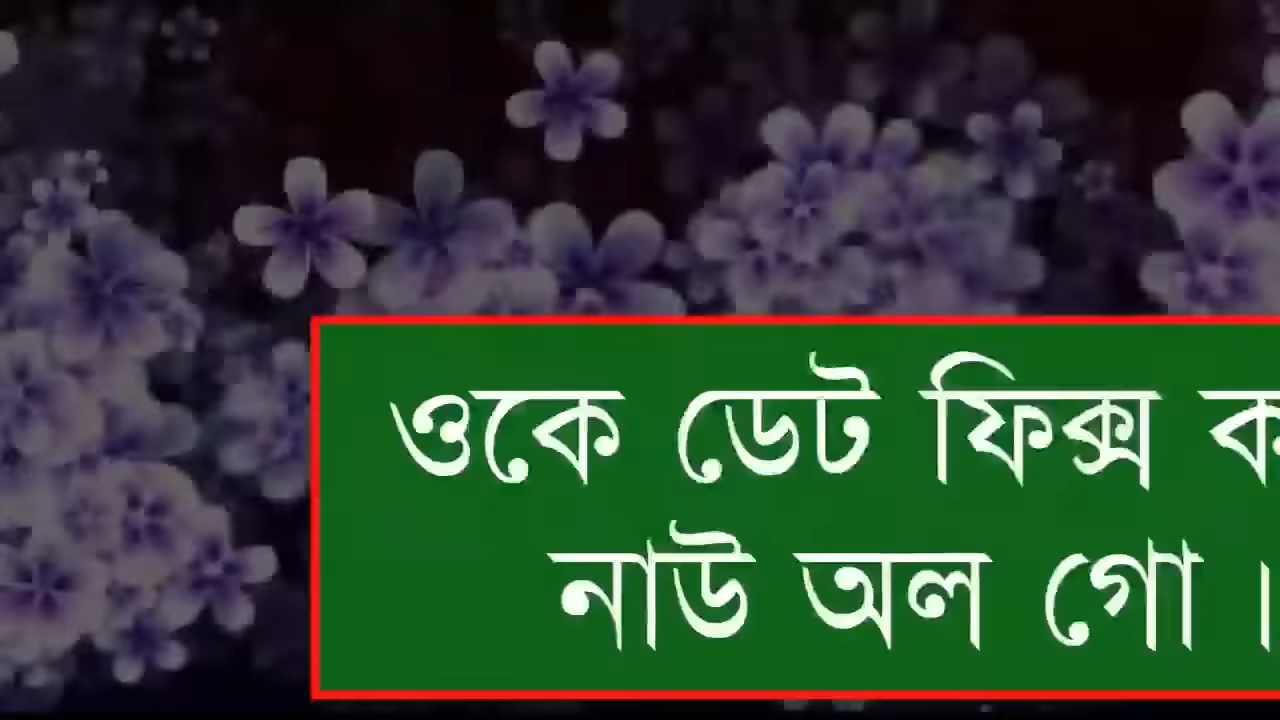 ওকে ডেট ফিক্স
নাউ অল গো ।